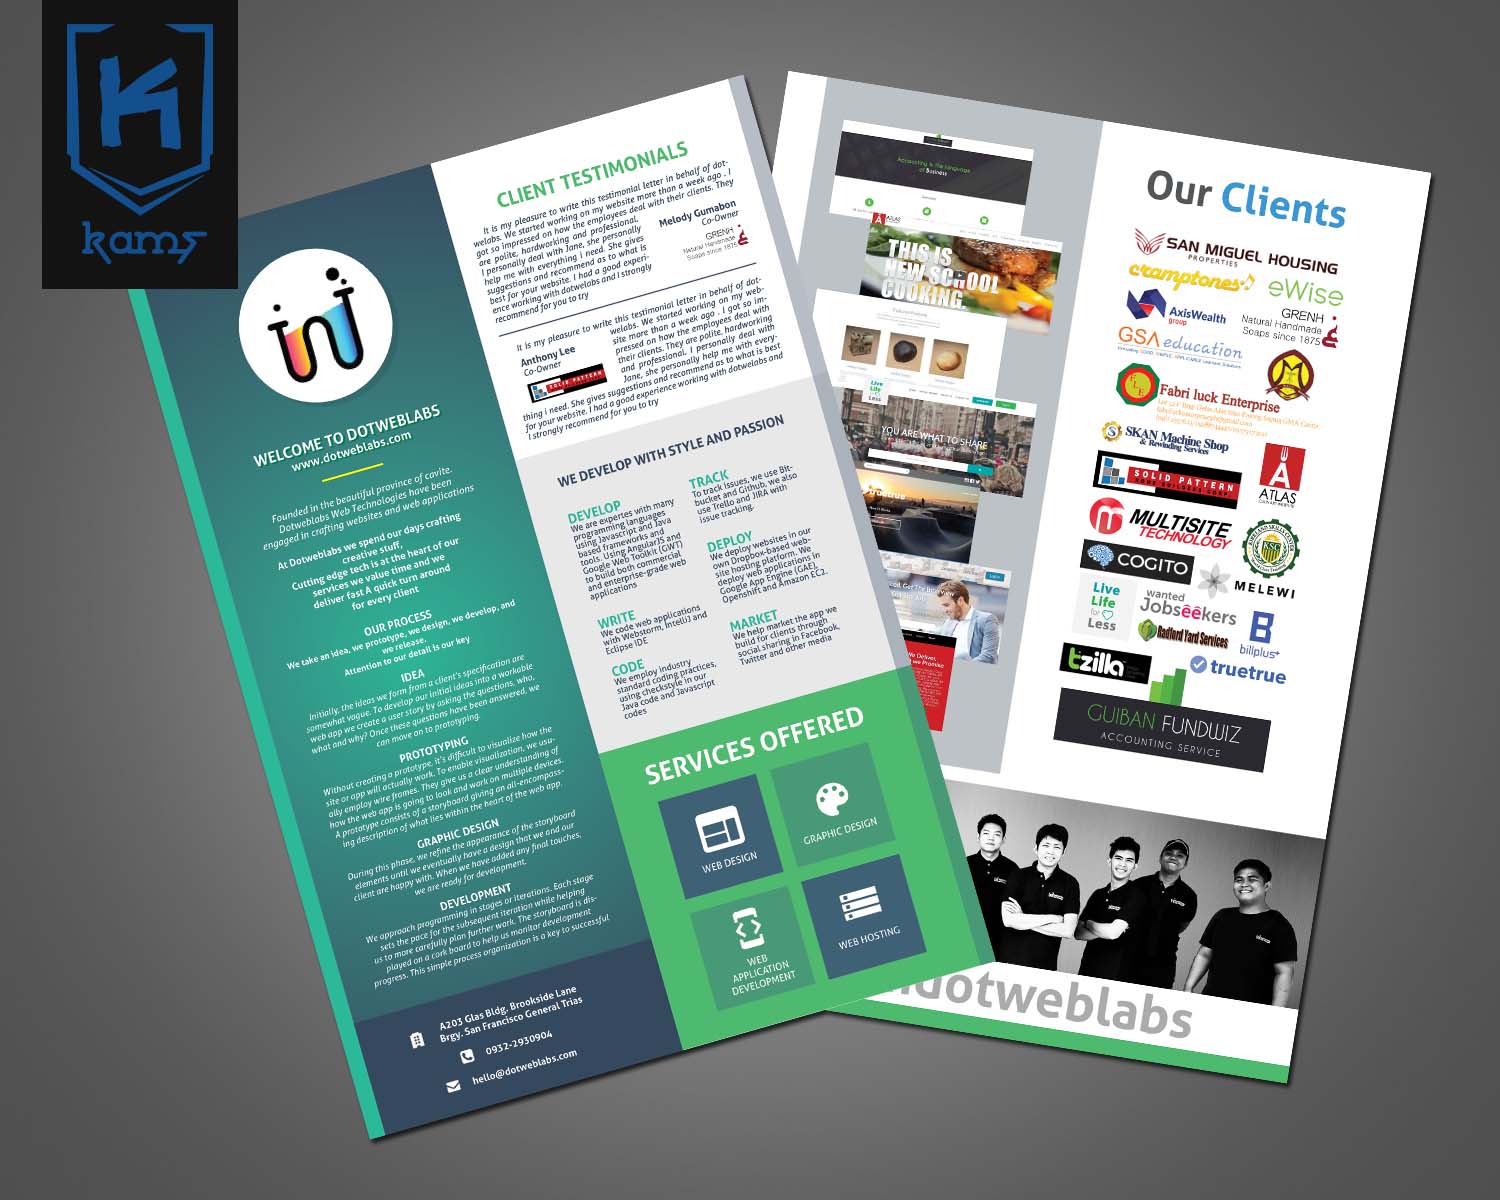 K
kams
WELCOME TO DOTWEBLABS
www.dotweblabs.com
Founded in the beautiful province of cavite.
Dotweblabs Web Technologies have been
engaged in crafting websites and web applications
At Dotweblabs we spend our days crafting
creative stuff,
Cutting edge tech is at the heart of our
services we value time and we
deliver fast A quick turn around
for every client
OUR PROCESS
We take an idea, we prototype, we design, we develop, and
we release.
Attention to our detail is our key
IDEA
Initially, the ideas we form from a client's specification are
somewhat vague. To develop our initial ideas into a workable
web app we create a user story by asking the questions, who,
what and why? Once these questions have been answered, we
can move on to prototyping.
PROTOTYPING
Without creating a prototype, it's difficult to visualize how the
site or app will actually work. To enable visualization, we usu-
ally employ wire frames. They give us a clear understanding of
how the web app is going to look and work on multiple devices.
A prototype consists of a storyboard giving an all-encompass-
ing description of what lies within the heart of the web app.
GRAPHIC DESIGN
During this phase, we refine the appearance of the storyboard
elements until we eventually have a design that we and our
client are happy with. When we have added any final touches,
we are ready for development.
DEVELOPMENT
We approach programming in stages or iterations. Each stage
sets the pace for the subsequent iteration while helping
us to more carefully plan further work. The storyboard is dis-
played on a cork board to help us monitor development
progress. This simple process organization is a key to successful
A203 Glas Bldg. Brookside Lane
Brgy. San Francisco General Trias
0932-2930904
hello@dotweblabs.com
CLIENT TESTIMONIALS
It is my pleasure to write this testimonial letter in behalf of dot-
welabs. We started working on my website more than a week ago . I
got so impressed on how the employees deal with their clients. They
are polite, hardworking and professional.
I personally deal with Jane, she personally
help me with everything i need. She gives
suggestions and recommend as to what is
best for your website. I had a good experi-
ence working with dotwelabs and i strongly
recommend for you to try
Melody Gumabon
Co-Owner
GRENH
Natural Handmade
Soaps since 1875
It is my pleasure to write this testimonial letter in behalf of dot-
welabs. We started working on my web-
site more than a week ago . I got so im-
pressed on how the employees deal with
their clients. They are polite, hardworking
and professional. I personally deal with
Jane, she personally help me with every-
thing i need. She gives suggestions and recommend as to what is best
for your website. I had a good experience working with dotwelabs and
I strongly recommend for you to try
Anthony Lee
Co-Owner
SOLID PATTERN
WE DEVELOP WITH STYLE AND PASSION
DEVELOP
We are expertes with many
programming languages
using Javascript and Java
based frameworks and
tools. Using AngularJS and
Google Web Toolkit (GWT)
to build both commercial
and enterprise-grade web
applications
TRACK
To track issues, we use Bit-
bucket and Github, we also
use Trello and JIRA with
issue tracking.
DEPLOY
We deploy websites in our
own Dropbox-based web-
site hosting platform. We
deploy web applications in
Google App Engine (GAE),
Openshift and Amazon EC2.
WRITE
We code web applications
with Webstorm, IntelliJ and
Eclipse IDE
MARKET
We help market the app we
build for clients through
social sharing in Facebook,
Twitter and other media
CODE
We employ industry
standard coding practices,
using checkstyle in our
Java code and Javascript
codes
SERVICES OFFERED
WEB DESIGN
GRAPHIC DESIGN
WEB
APPLICATION
DEVELOPMENT
WEB HOSTING
Accounting is the language
of Business
ATLAS
THIS IS
NEW SCHOOL
COOKING.
Live
Life
for
Less
YOU ARE WHAT TO SHARE
truetrue
Our Clients
SAN MIGUEL HOUSING
PROPERTIES
cramptones
eWise
AxisWealth
group
GRENH
Natural Handmade
Soaps since 1875
GSA education
Fabri luck Enterprise
SKAN Machine Shop
& Rewinding Services
SOLID PATTERN
HOME BUILDERS CORP.
ATLAS
MULTISITE
TECHNOLOGY
COGITO
MELEWI
Live
Life
for
Less
wanted
Jobsêêkers
Radford Yard Services
billplus+
tzilla
truetrue
GUIBAN FUNDWIZ
ACCOUNTING SERVICE
dotweblabs